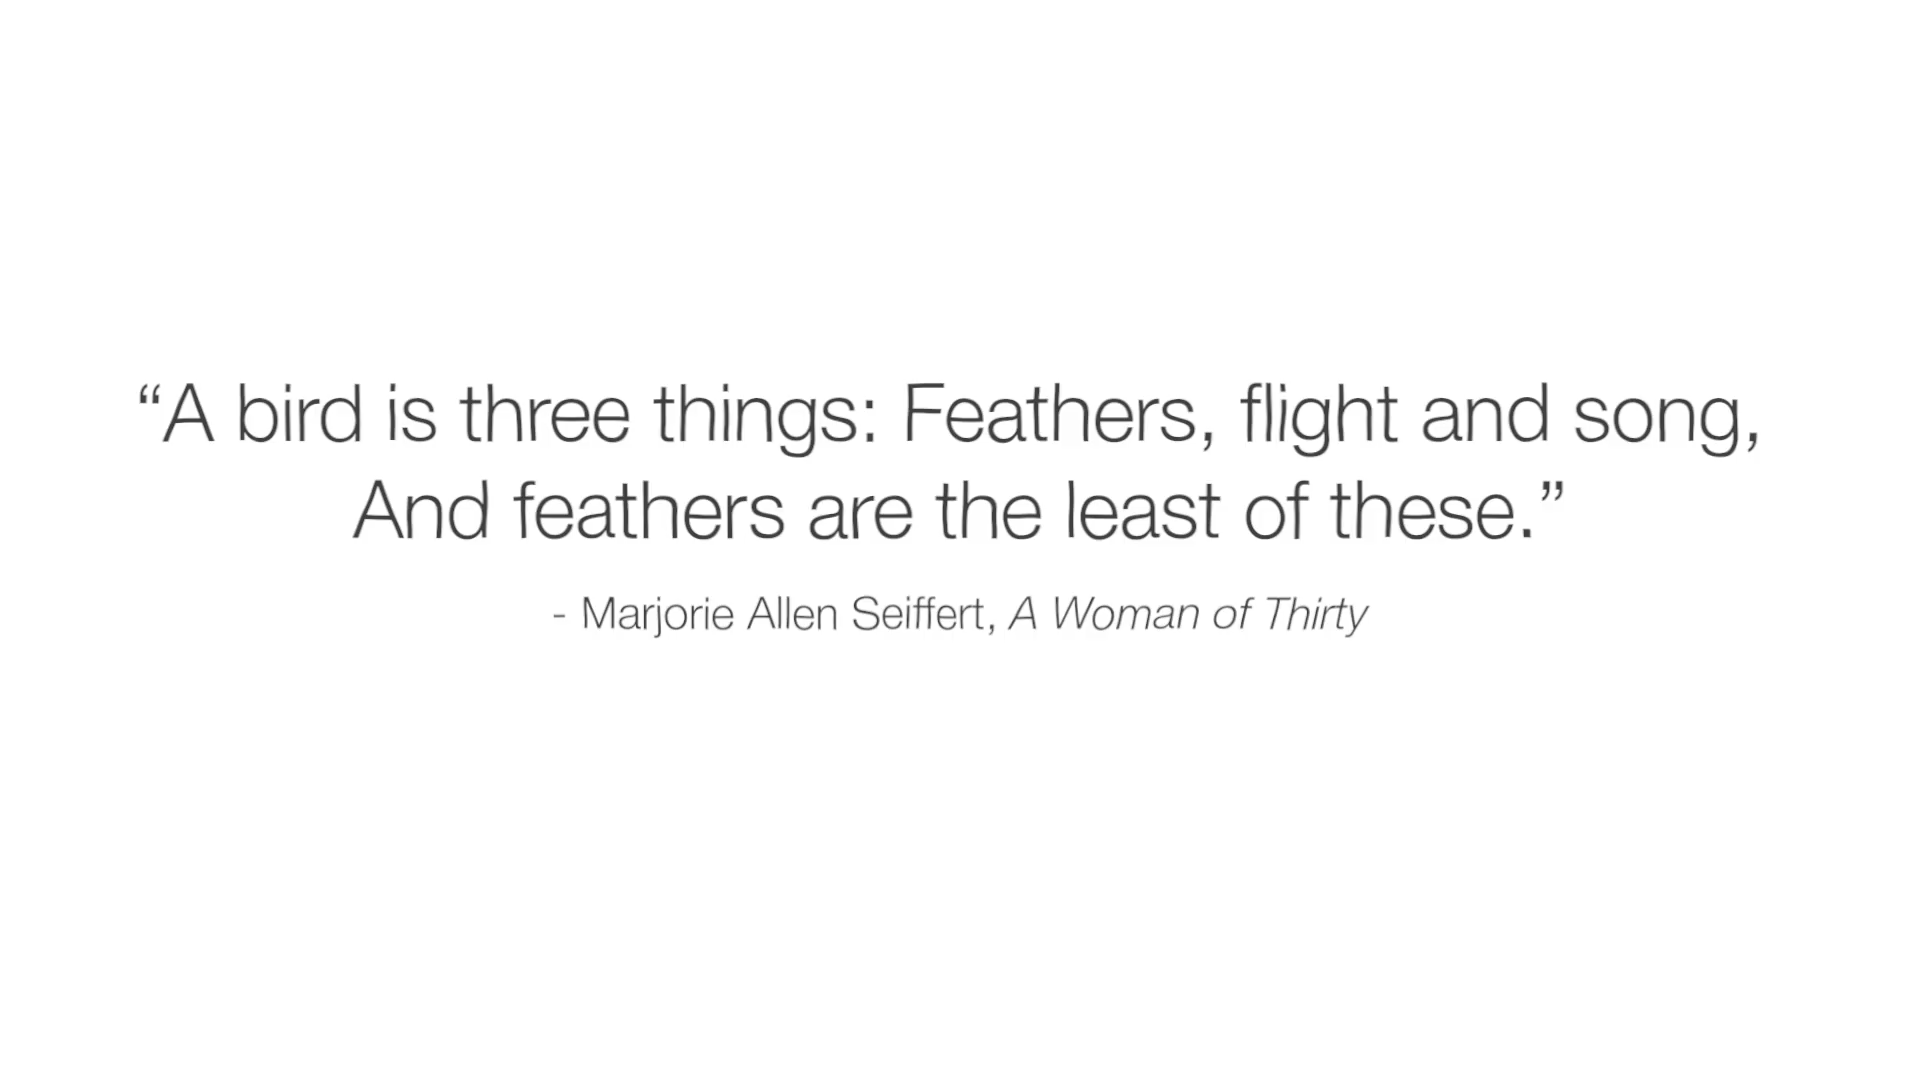 “A bird is three things: Feathers, flight and song,
And feathers are the least of these.”
- Marjorie Allen Seiffert, A Woman of Thirty